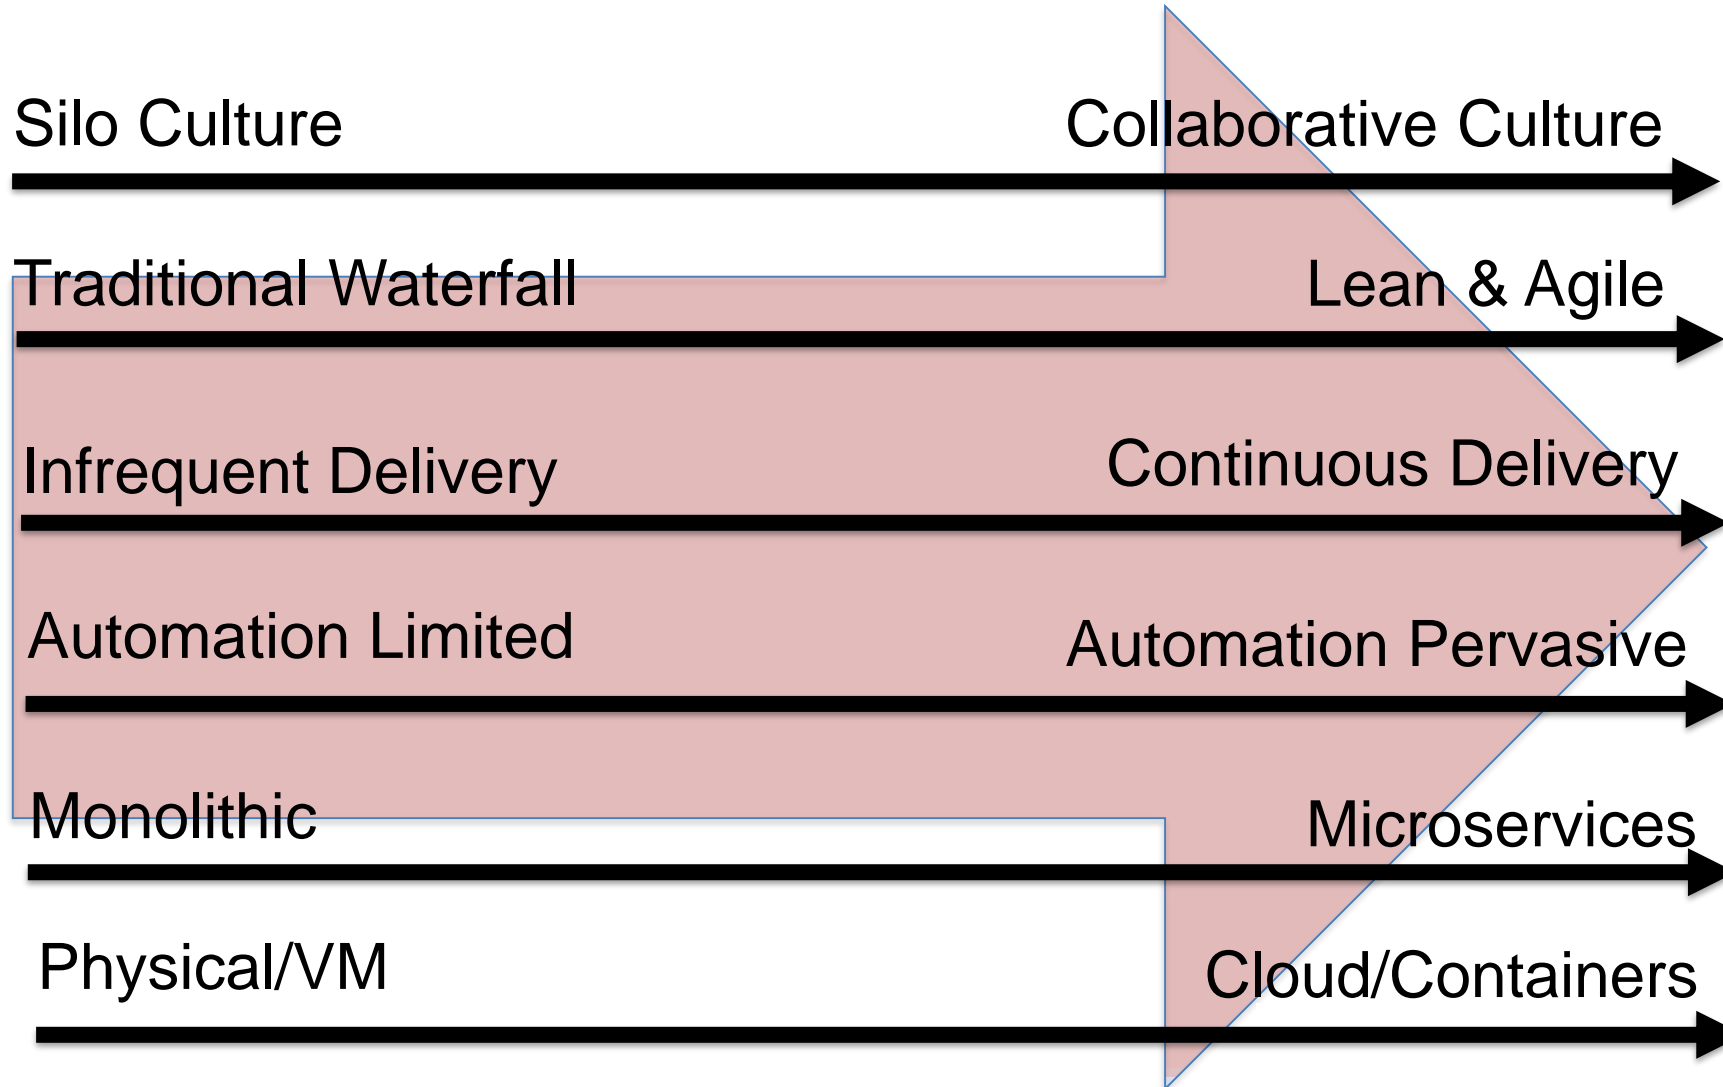 Silo Culture
Collaborative Culture
Traditional Waterfall
Lean & Agile
Infrequent Delivery
Continuous Delivery
Automation Limited
Automation Pervasive
Monolithic
Microservices
Physical/VM
Cloud/Containers